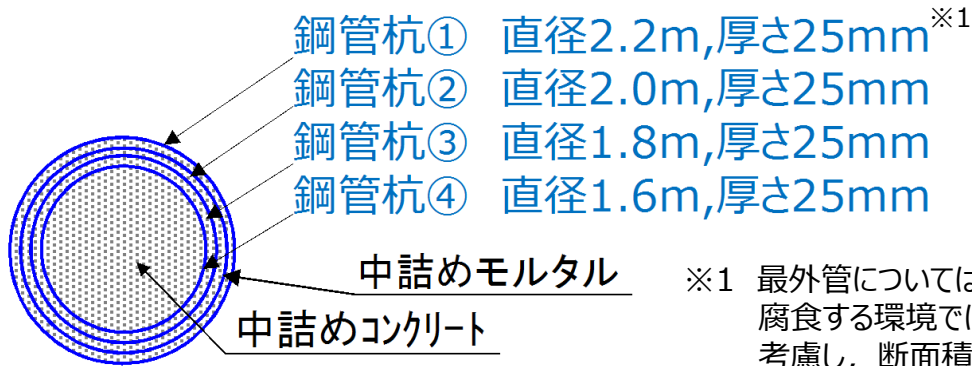 鋼管杭① 直径2.2m,厚さ25mm※1
鋼管杭② 直径2.0m,厚さ25mm
鋼管杭③ 直径1.8m,厚さ25mm
鋼管杭④ 直径1.6m,厚さ25mm
中詰めモルタル
中詰めコンクリート
※1 最外管については
腐食する環境で
考慮し，断面積